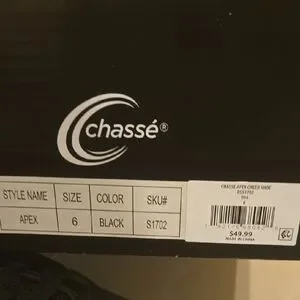 chassé®
STYLE NAME SIZE COLOR SKU#
APEX 6 BLACK S1702
CHASSE APEX CHEER SHOE
$49.99
MADE IN CHINA